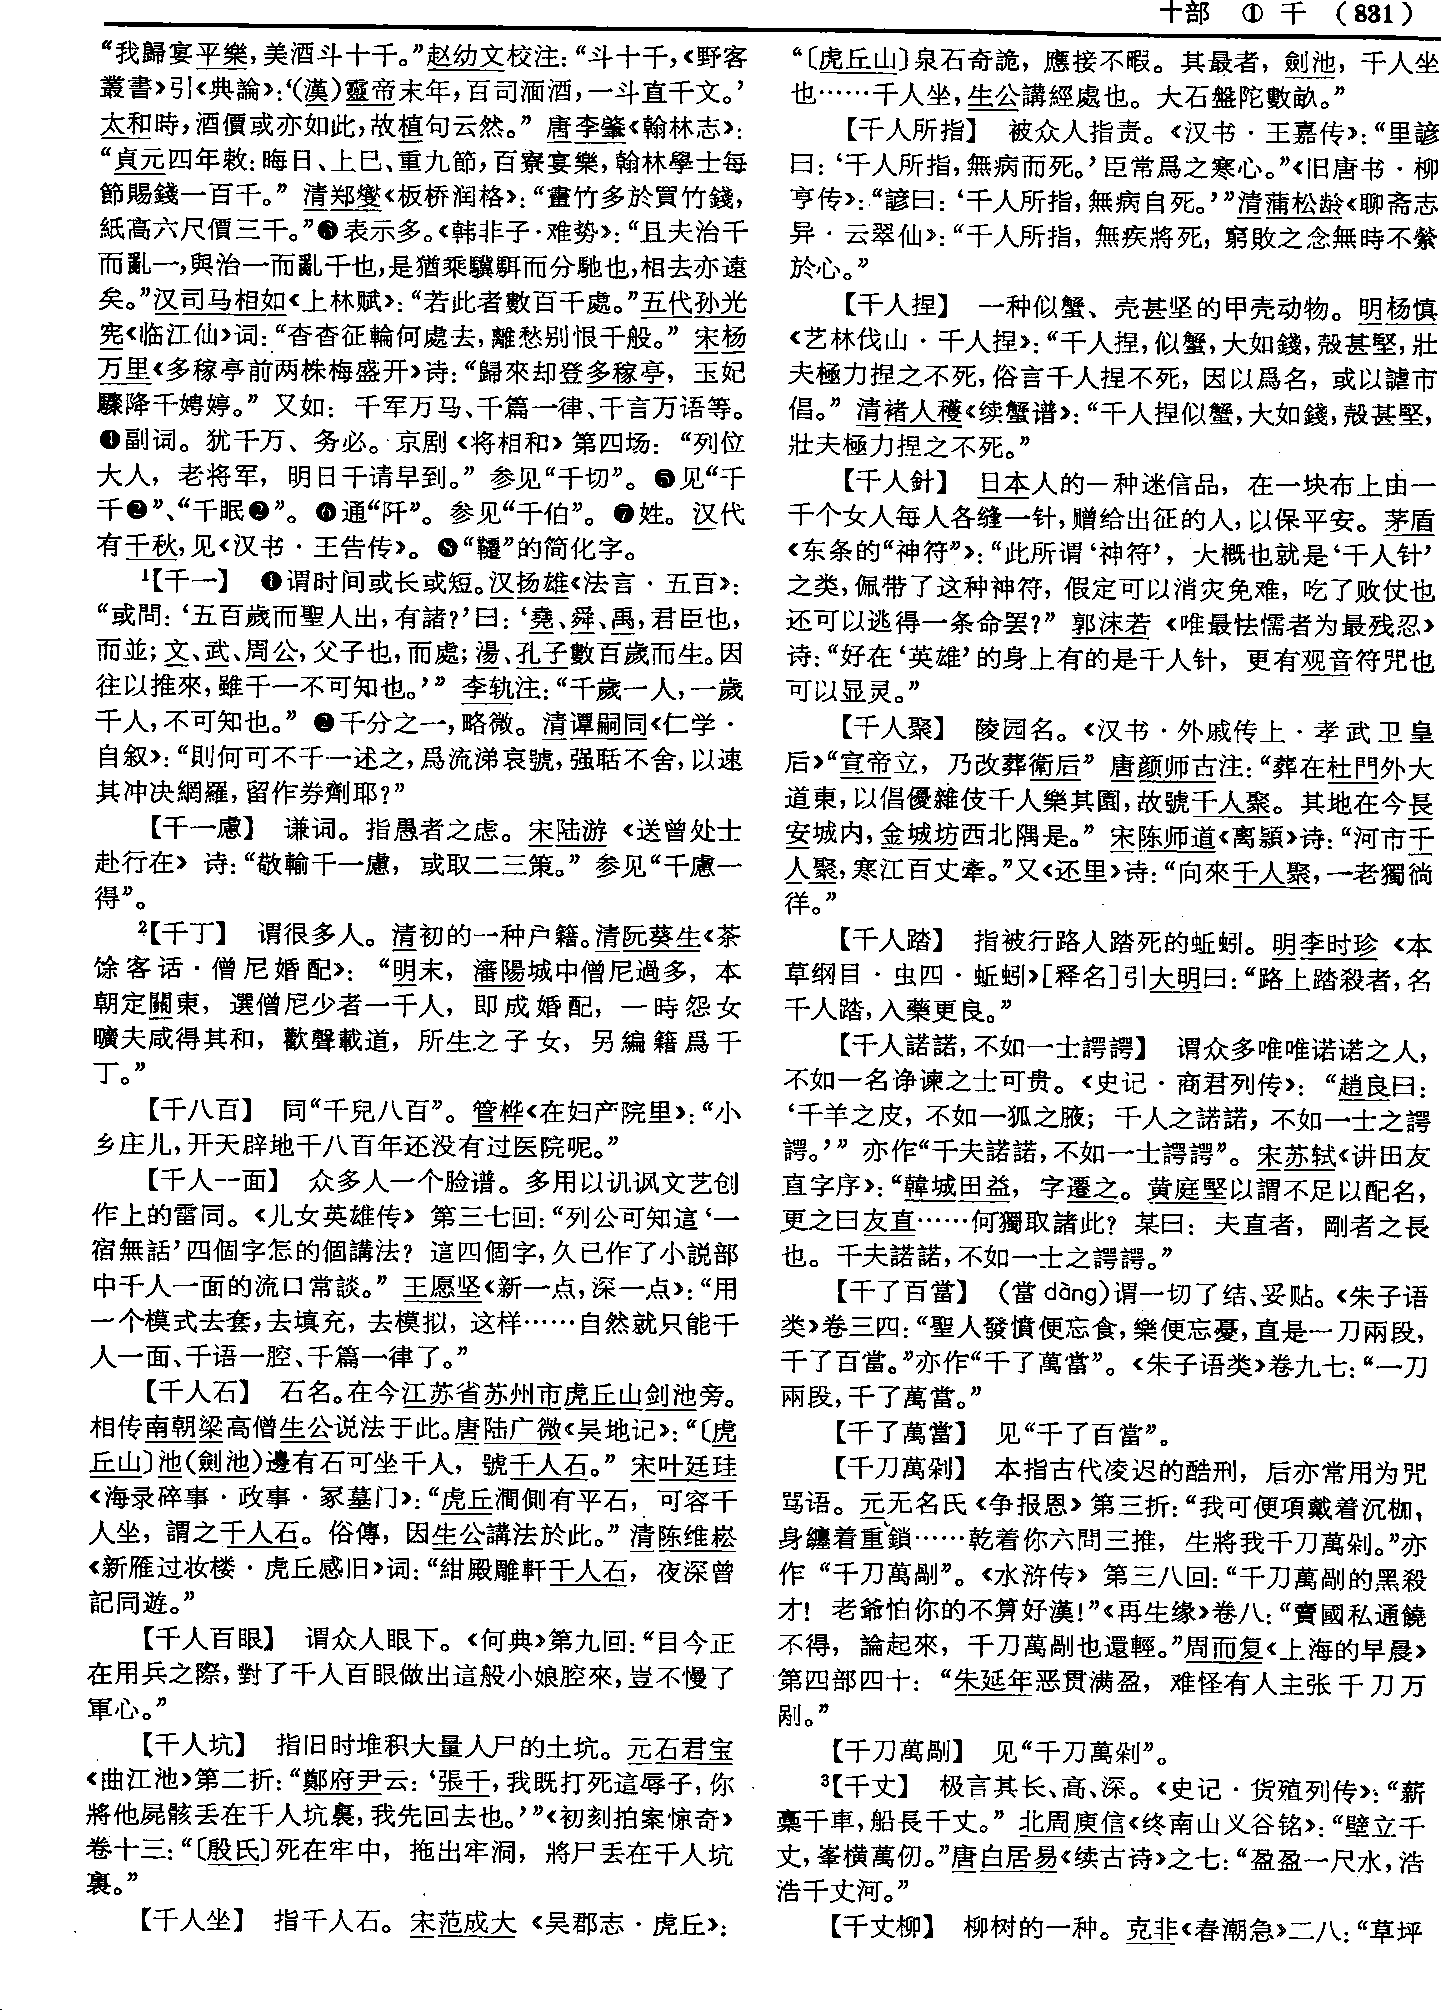 十部 ① 千 (831)
“我歸宴平樂,美酒斗十千。”赵幼文校注:“斗十千,《野客
叢書》引《典論》:‘(漢)靈帝末年,百司湎酒,一斗直千文。’
太和時,酒價或亦如此,故植句云然。” 唐李肇《翰林志》:
“貞元四年敕:晦日、上巳、重九節,百寮宴樂,翰林學士每
節賜錢一百千。” 清郑燮《板桥润格》:“畫竹多於買竹錢,
紙高六尺價三千。”❸表示多。《韩非子·难势》:“且夫治千
而亂一,與治一而亂千也,是猶乘驥駬而分馳也,相去亦遠
矣。”汉司马相如《上林赋》:“若此者數百千處。”五代孙光
宪《临江仙》词:“杳杳征輪何處去,離愁别恨千般。” 宋杨
万里《多稼亭前两株梅盛开》诗:“歸來却登多稼亭, 玉妃
驟降千娉婷。” 又如: 千军万马、千篇一律、千言万语等。
❹副词。犹千万、务必。京剧《将相和》第四场: “列位
大人, 老将军, 明日千请早到。” 参见“千切”。❺见“千
千❷”、“千眠❷”。❻通“阡”。参见“千伯”。❼姓。汉代
有千秋,见《汉书·王告传》。❽“韆”的简化字。
¹【千一】 ❶谓时间或长或短。汉扬雄《法言·五百》:
“或問:‘五百歲而聖人出,有諸?’曰:‘堯、舜、禹,君臣也,
而並;文、武、周公,父子也,而處;湯、孔子數百歲而生。因
往以推來,雖千一不可知也。’” 李轨注:“千歲一人,一歲
千人,不可知也。” ❷千分之一,略微。清谭嗣同《仁学·
自叙》:“則何可不千一述之,爲流涕哀號,强聒不舍,以速
其冲决網羅,留作券劑耶?”
【千一慮】 谦词。指愚者之虑。宋陆游《送曾处士
赴行在》诗:“敬輸千一慮, 或取二三策。” 参见“千慮一
得”。
²【千丁】 谓很多人。清初的一种户籍。清阮葵生《茶
馀客话·僧尼婚配》: “明末, 瀋陽城中僧尼過多, 本
朝定關東, 選僧尼少者一千人, 即成婚配, 一時怨女
曠夫咸得其和, 歡聲載道, 所生之子女, 另編籍爲千
丁。”
【千八百】 同“千兒八百”。管桦《在妇产院里》:“小
乡庄儿,开天辟地千八百年还没有过医院呢。”
【千人一面】 众多人一个脸谱。多用以讥讽文艺创
作上的雷同。《儿女英雄传》第三七回:“列公可知這‘一
宿無話’四個字怎的個講法? 這四個字,久已作了小説部
中千人一面的流口常談。” 王愿坚《新一点,深一点》:“用
一个模式去套,去填充, 去模拟, 这样……自然就只能千
人一面、千语一腔、千篇一律了。”
【千人石】 石名。在今江苏省苏州市虎丘山剑池旁。
相传南朝梁高僧生公说法于此。唐陆广微《吴地记》:“〔虎
丘山〕池(劍池)邊有石可坐千人, 號千人石。” 宋叶廷珪
《海录碎事·政事·冢墓门》:“虎丘澗側有平石, 可容千
人坐, 謂之千人石。俗傳, 因生公講法於此。” 清陈维崧
《新雁过妆楼·虎丘感旧》词:“紺殿雕軒千人石, 夜深曾
記同遊。”
【千人百眼】 谓众人眼下。《何典》第九回:“目今正
在用兵之際,對了千人百眼做出這般小娘腔來,豈不慢了
軍心。”
【千人坑】 指旧时堆积大量人尸的土坑。元石君宝
《曲江池》第二折:“鄭府尹云:‘張千,我既打死這辱子,你
將他屍骸丢在千人坑裏,我先回去也。’”《初刻拍案惊奇》
卷十三:“〔殷氏〕死在牢中, 拖出牢洞, 將尸丢在千人坑
裏。”
【千人坐】 指千人石。宋范成大《吴郡志·虎丘》:
“〔虎丘山〕泉石奇詭, 應接不暇。其最者, 劍池, 千人坐
也……千人坐,生公講經處也。大石盤陀數畝。”
【千人所指】 被众人指责。《汉书·王嘉传》:“里諺
曰:‘千人所指,無病而死。’臣常爲之寒心。”《旧唐书·柳
亨传》:“諺曰:‘千人所指,無病自死。’”清蒲松龄《聊斋志
异·云翠仙》:“千人所指, 無疾將死, 窮敗之念無時不縈
於心。”
【千人捏】 一种似蟹、壳甚坚的甲壳动物。明杨慎
《艺林伐山·千人捏》:“千人捏,似蟹,大如錢,殼甚堅,壯
夫極力捏之不死,俗言千人捏不死, 因以爲名, 或以謔市
倡。” 清褚人穫《续蟹谱》:“千人捏似蟹,大如錢,殼甚堅,
壯夫極力捏之不死。”
【千人針】 日本人的一种迷信品, 在一块布上由一
千个女人每人各缝一针,赠给出征的人,以保平安。茅盾
《东条的“神符”》:“此所谓‘神符’, 大概也就是‘千人针’
之类,佩带了这种神符, 假定可以消灾免难, 吃了败仗也
还可以逃得一条命罢?” 郭沫若《唯最怯懦者为最残忍》
诗:“好在‘英雄’的身上有的是千人针, 更有观音符咒也
可以显灵。”
【千人聚】 陵园名。《汉书·外戚传上·孝武卫皇
后》“宣帝立, 乃改葬衛后” 唐颜师古注:“葬在杜門外大
道東,以倡優雜伎千人樂其園,故號千人聚。其地在今長
安城内,金城坊西北隅是。” 宋陈师道《离潁》诗:“河市千
人聚,寒江百丈牽。”又《还里》诗:“向來千人聚,一老獨徜
徉。”
【千人踏】 指被行路人踏死的蚯蚓。明李时珍《本
草纲目·虫四·蚯蚓》[释名]引大明曰:“路上踏殺者,名
千人踏,入藥更良。”
【千人諾諾,不如一士諤諤】 谓众多唯唯诺诺之人,
不如一名诤谏之士可贵。《史记·商君列传》: “趙良曰:
‘千羊之皮, 不如一狐之腋; 千人之諾諾, 不如一士之諤
諤。’” 亦作“千夫諾諾,不如一士諤諤”。宋苏轼《讲田友
直字序》:“韓城田益, 字遷之。黄庭堅以謂不足以配名,
更之曰友直……何獨取諸此? 某曰: 夫直者, 剛者之長
也。千夫諾諾,不如一士之諤諤。”
【千了百當】 (當 dàng)谓一切了结、妥贴。《朱子语
类》卷三四:“聖人發憤便忘食,樂便忘憂,直是一刀兩段,
千了百當。”亦作“千了萬當”。《朱子语类》卷九七:“一刀
兩段,千了萬當。”
【千了萬當】 见“千了百當”。
【千刀萬剁】 本指古代凌迟的酷刑, 后亦常用为咒
骂语。元无名氏《争报恩》第三折:“我可便項戴着沉枷,
身纏着重鎖……乾着你六問三推, 生將我千刀萬剁。”亦
作 “千刀萬剮”。《水浒传》第三八回:“千刀萬剮的黑殺
才! 老爺怕你的不算好漢!”《再生缘》卷八:“賣國私通饒
不得, 論起來, 千刀萬剮也還輕。”周而复《上海的早晨》
第四部四十: “朱延年恶贯满盈, 难怪有人主张千刀万
剐。”
【千刀萬剮】 见“千刀萬剁”。
³【千丈】 极言其长、高、深。《史记·货殖列传》:“薪
藁千車,船長千丈。” 北周庾信《终南山义谷铭》:“壁立千
丈,峯横萬仞。”唐白居易《续古诗》之七:“盈盈一尺水,浩
浩千丈河。”
【千丈柳】 柳树的一种。克非《春潮急》二八:“草坪